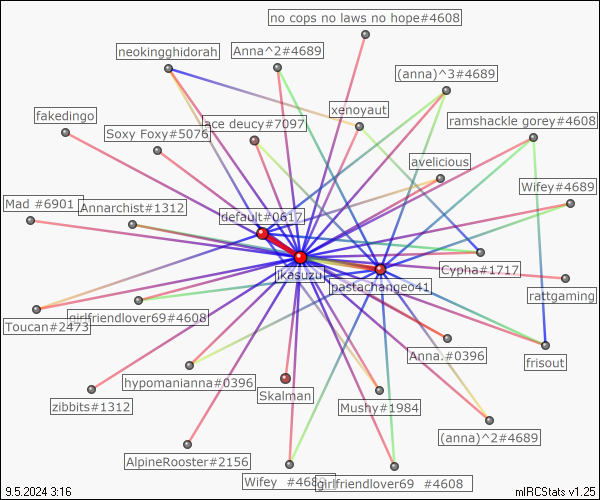 no cops no laws no hope#4608
neokingghidorah
Anna^2#4689
(anna)^3#4689
xenoyaut
fakedingo
ace deucy#7097
ramshackle gorey#4608
Soxy Foxy#5076
avelicious
Wifey#4689
Mad #6901
Annarchist#1312
default#0617
ikasuzu
Cypha#1717
pastachangeo41
rattgaming
girlfriendlover69#4608
Toucan#2473
Anna.#0396
frisout
hypomanianna#0396
Skalman
zibbits#1312
Mushy#1984
(anna)^2#4689
AlpineRooster#2156
Wifey #4689
girlfriendlover69 #4608
9.5.2024 3:16
mIRCStats v1.25